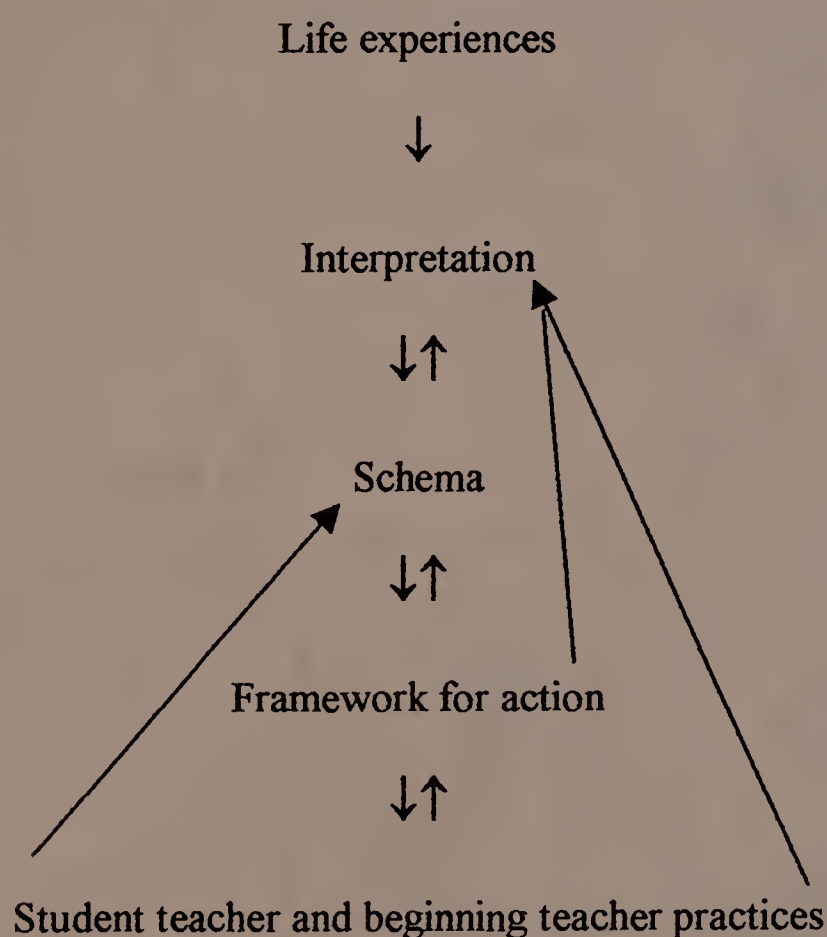 Life experiences
↓
Interpretation
↓↑
Schema
↓↑
Framework for action
↓↑
Student teacher and beginning teacher practices